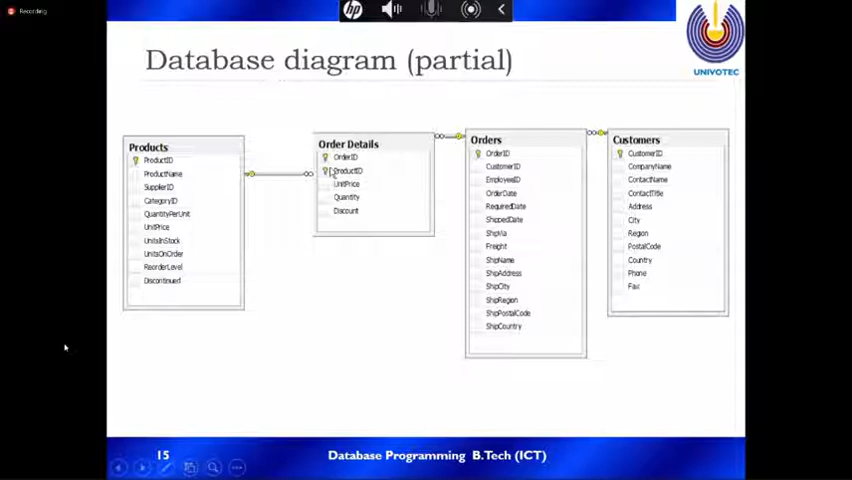 Recording
hp
UNIVOTEC
Database diagram (partial)
Products
ProductID
ProductName
SupplierID
CategoryID
QuantityPerUnit
UnitPrice
UnitsInStock
UnitsOnOrder
ReorderLevel
Discontinued
Order Details
OrderID
ProductID
UnitPrice
Quantity
Discount
Orders
OrderID
CustomerID
EmployeeID
OrderDate
RequiredDate
ShippedDate
ShipVia
Freight
ShipName
ShipAddress
ShipCity
ShipRegion
ShipPostalCode
ShipCountry
Customers
CustomerID
CompanyName
ContactName
ContactTitle
Address
City
Region
PostalCode
Country
Phone
Fax
15
Database Programming B.Tech (ICT)